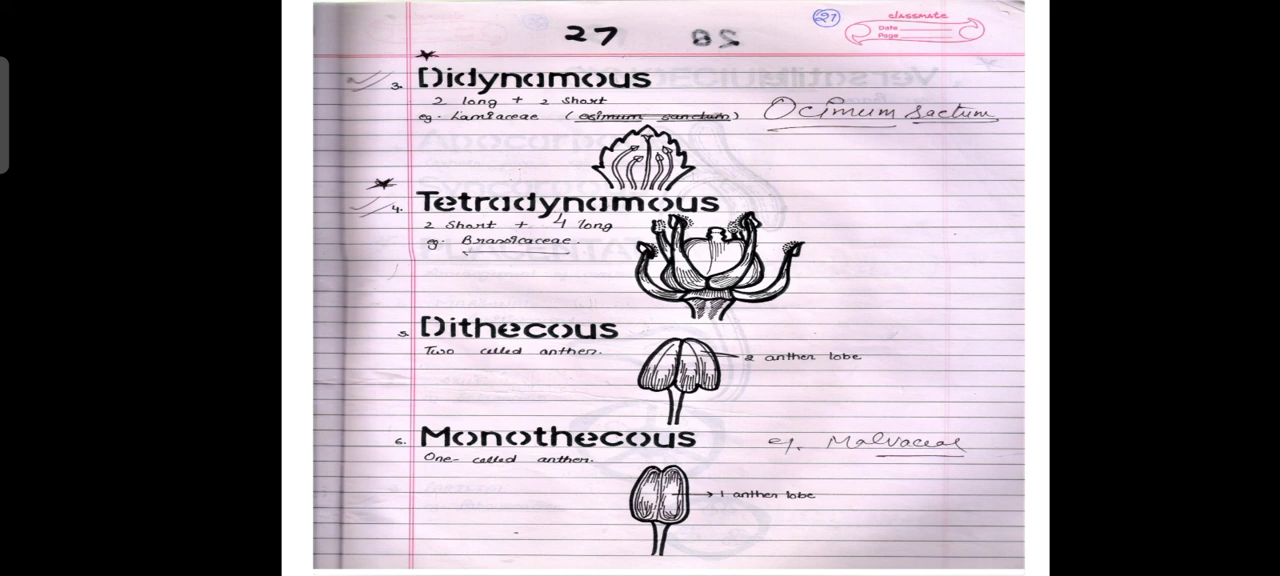 27
27
classmate
Date
Page
3. Didynamous
2 long + 2 short
eg. Lamiaceae (osimum sanctum) Ocimum sactum
4. Tetradynamous
2 Short + 4 long
eg. Brassicaceae.
5. Dithecous
Two celled anther.
2 anther lobe
6. Monothecous
eg. Malvaceae
One-celled anther.
1 anther lobe